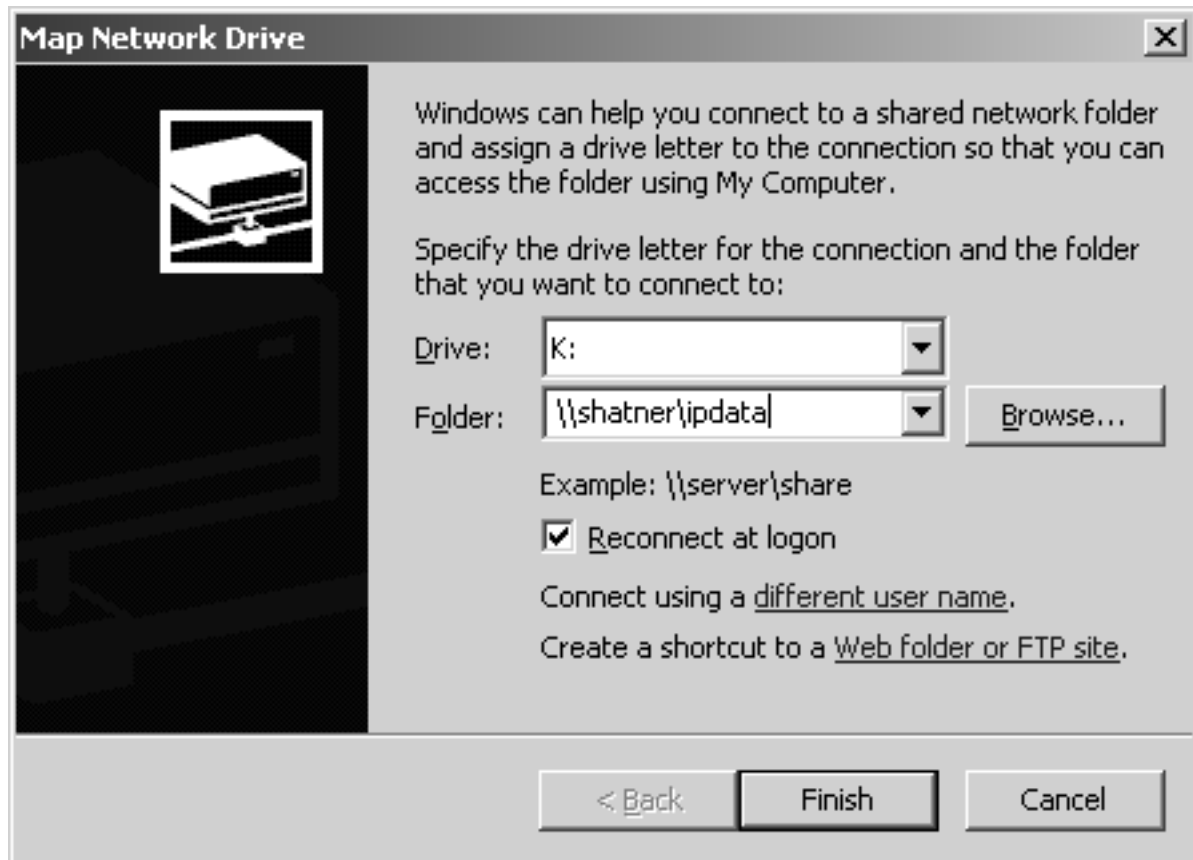 Map Network Drive
Windows can help you connect to a shared network folder
and assign a drive letter to the connection so that you can
access the folder using My Computer.
Specify the drive letter for the connection and the folder
that you want to connect to:
Drive: K:
Folder: \\shatner\ipdata Browse...
Example: \\server\share
Reconnect at logon
Connect using a different user name.
Create a shortcut to a Web folder or FTP site.
< Back Finish Cancel